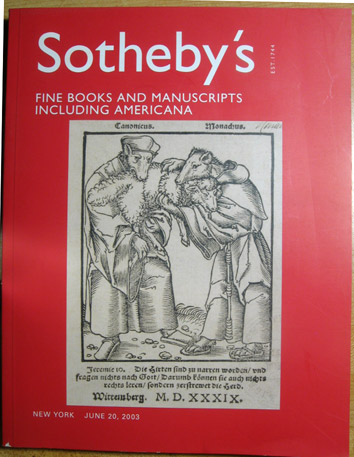 Sotheby's
EST. 1744
FINE BOOKS AND MANUSCRIPTS
INCLUDING AMERICANA
Canonicus. Monachus.
Jeremie 10. Die Hirten sind zu narren worden/ vnd
fragen nichts nach Gott/ Darumb können sie auch nichts
rechts leren/ sondern zerstrewet die Herd.
Wittemberg. M. D. XXXIX.
NEW YORK JUNE 20, 2003